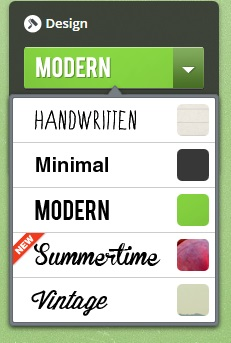 Design
MODERN
HANDWRITTEN
Minimal
MODERN
NEW
Summertime
Vintage